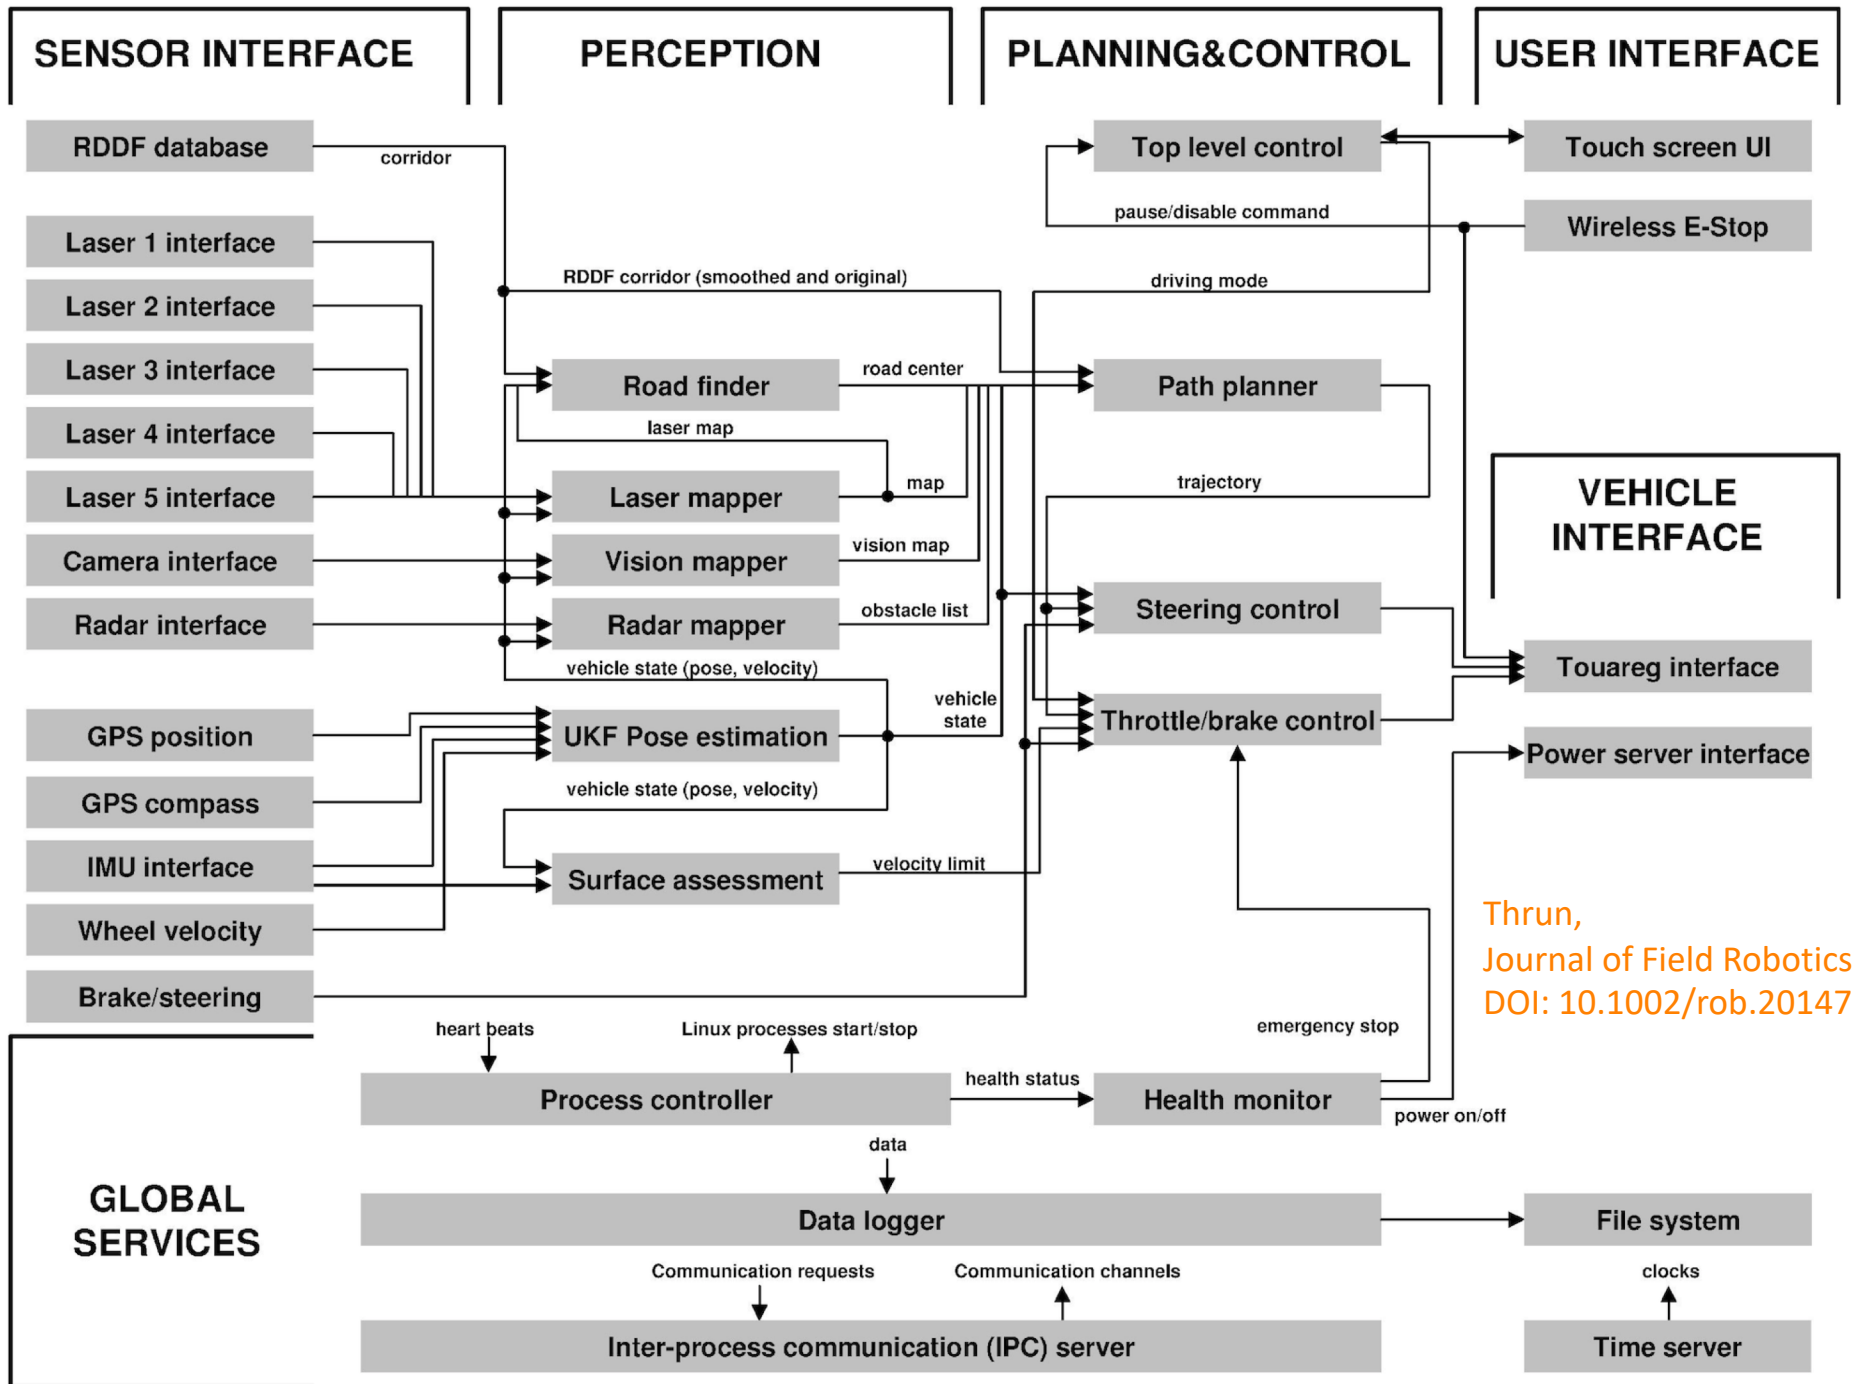 SENSOR INTERFACE
PERCEPTION
PLANNING&CONTROL
USER INTERFACE
RDDF database
corridor
Top level control
Touch screen UI
pause/disable command
Wireless E-Stop
Laser 1 interface
RDDF corridor (smoothed and original)
driving mode
Laser 2 interface
Laser 3 interface
Road finder
road center
Path planner
laser map
Laser 4 interface
Laser 5 interface
Laser mapper
map
trajectory
VEHICLE
INTERFACE
Camera interface
Vision mapper
vision map
Radar interface
Radar mapper
obstacle list
Steering control
vehicle state (pose, velocity)
Touareg interface
vehicle
state
GPS position
UKF Pose estimation
Throttle/brake control
Power server interface
vehicle state (pose, velocity)
GPS compass
IMU interface
Surface assessment
velocity limit
Wheel velocity
Brake/steering
Thrun,
Journal of Field Robotics
DOI: 10.1002/rob.20147
heart beats
Linux processes start/stop
emergency stop
Process controller
health status
Health monitor
power on/off
data
GLOBAL
SERVICES
Data logger
File system
Communication requests
Communication channels
clocks
Inter-process communication (IPC) server
Time server